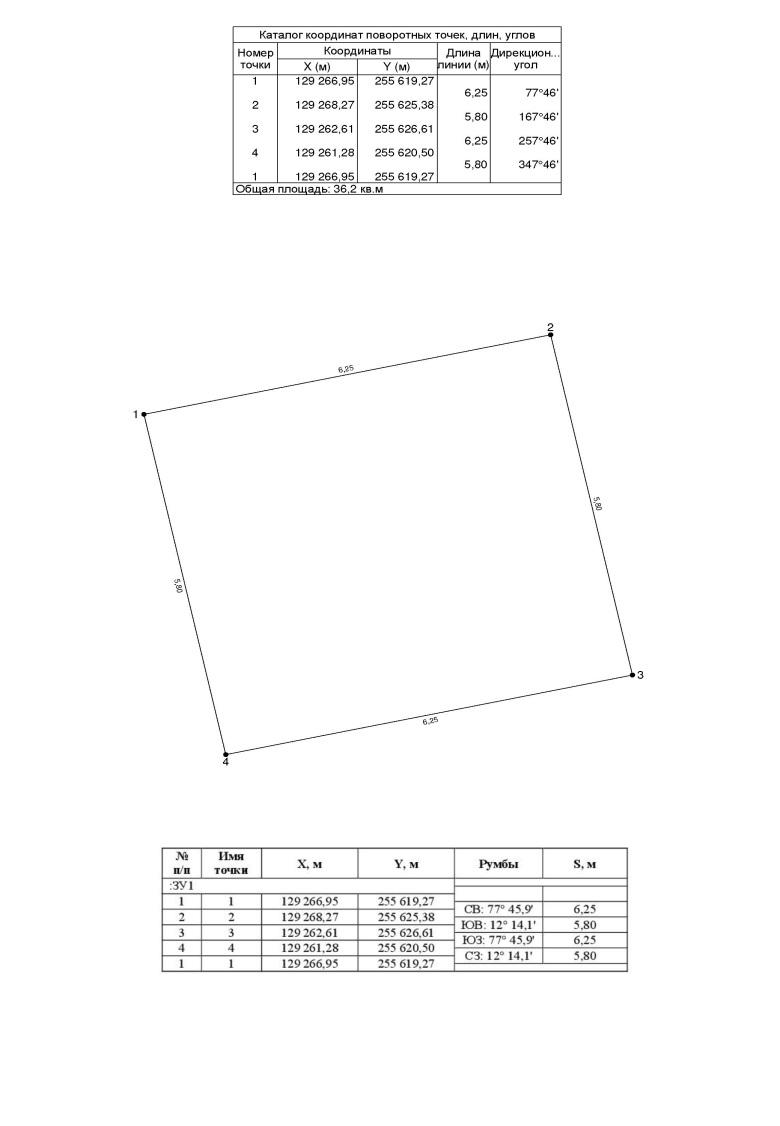 Каталог координат поворотных точек, длин, углов
Номер точки Координаты Длина линии (м) Дирекцион... угол
X (м) Y (м)
1 129 266,95 255 619,27
6,25 77°46'
2 129 268,27 255 625,38
5,80 167°46'
3 129 262,61 255 626,61
6,25 257°46'
4 129 261,28 255 620,50
5,80 347°46'
1 129 266,95 255 619,27
Общая площадь: 36,2 кв.м
2
6,25
1
5,80
5,80
3
6,25
4
№ п/п Имя точки X, м Y, м Румбы S, м
:ЗУ1
1 1 129 266,95 255 619,27
СВ: 77° 45,9' 6,25
2 2 129 268,27 255 625,38
ЮВ: 12° 14,1' 5,80
3 3 129 262,61 255 626,61
ЮЗ: 77° 45,9' 6,25
4 4 129 261,28 255 620,50
СЗ: 12° 14,1' 5,80
1 1 129 266,95 255 619,27